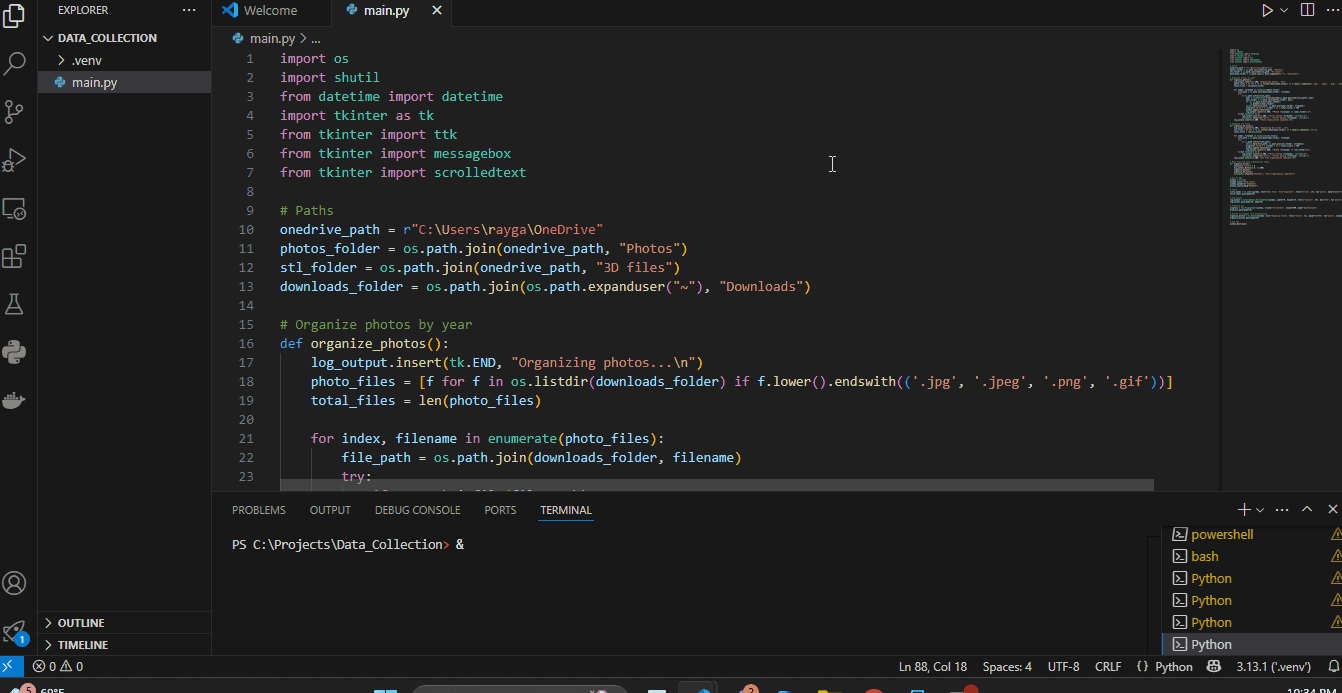 EXPLORER ...
Welcome
main.py
DATA_COLLECTION
.venv
main.py
main.py > ...
1 import os
2 import shutil
3 from datetime import datetime
4 import tkinter as tk
5 from tkinter import ttk
6 from tkinter import messagebox
7 from tkinter import scrolledtext
8
9 # Paths
10 onedrive_path = r"C:\Users\rayga\OneDrive"
11 photos_folder = os.path.join(onedrive_path, "Photos")
12 stl_folder = os.path.join(onedrive_path, "3D files")
13 downloads_folder = os.path.join(os.path.expanduser("~"), "Downloads")
14
15 # Organize photos by year
16 def organize_photos():
17 log_output.insert(tk.END, "Organizing photos...\n")
18 photo_files = [f for f in os.listdir(downloads_folder) if f.lower().endswith(('.jpg', '.jpeg', '.png', '.gif'))]
19 total_files = len(photo_files)
20
21 for index, filename in enumerate(photo_files):
22 file_path = os.path.join(downloads_folder, filename)
23 try:
PROBLEMS OUTPUT DEBUG CONSOLE PORTS TERMINAL
PS C:\Projects\Data_Collection> &
powershell
bash
Python
Python
Python
Python
OUTLINE
TIMELINE
1
0 0
Ln 88, Col 18 Spaces: 4 UTF-8 CRLF {} Python 3.13.1 ('.venv')
5
69°F
2
10:34 PM